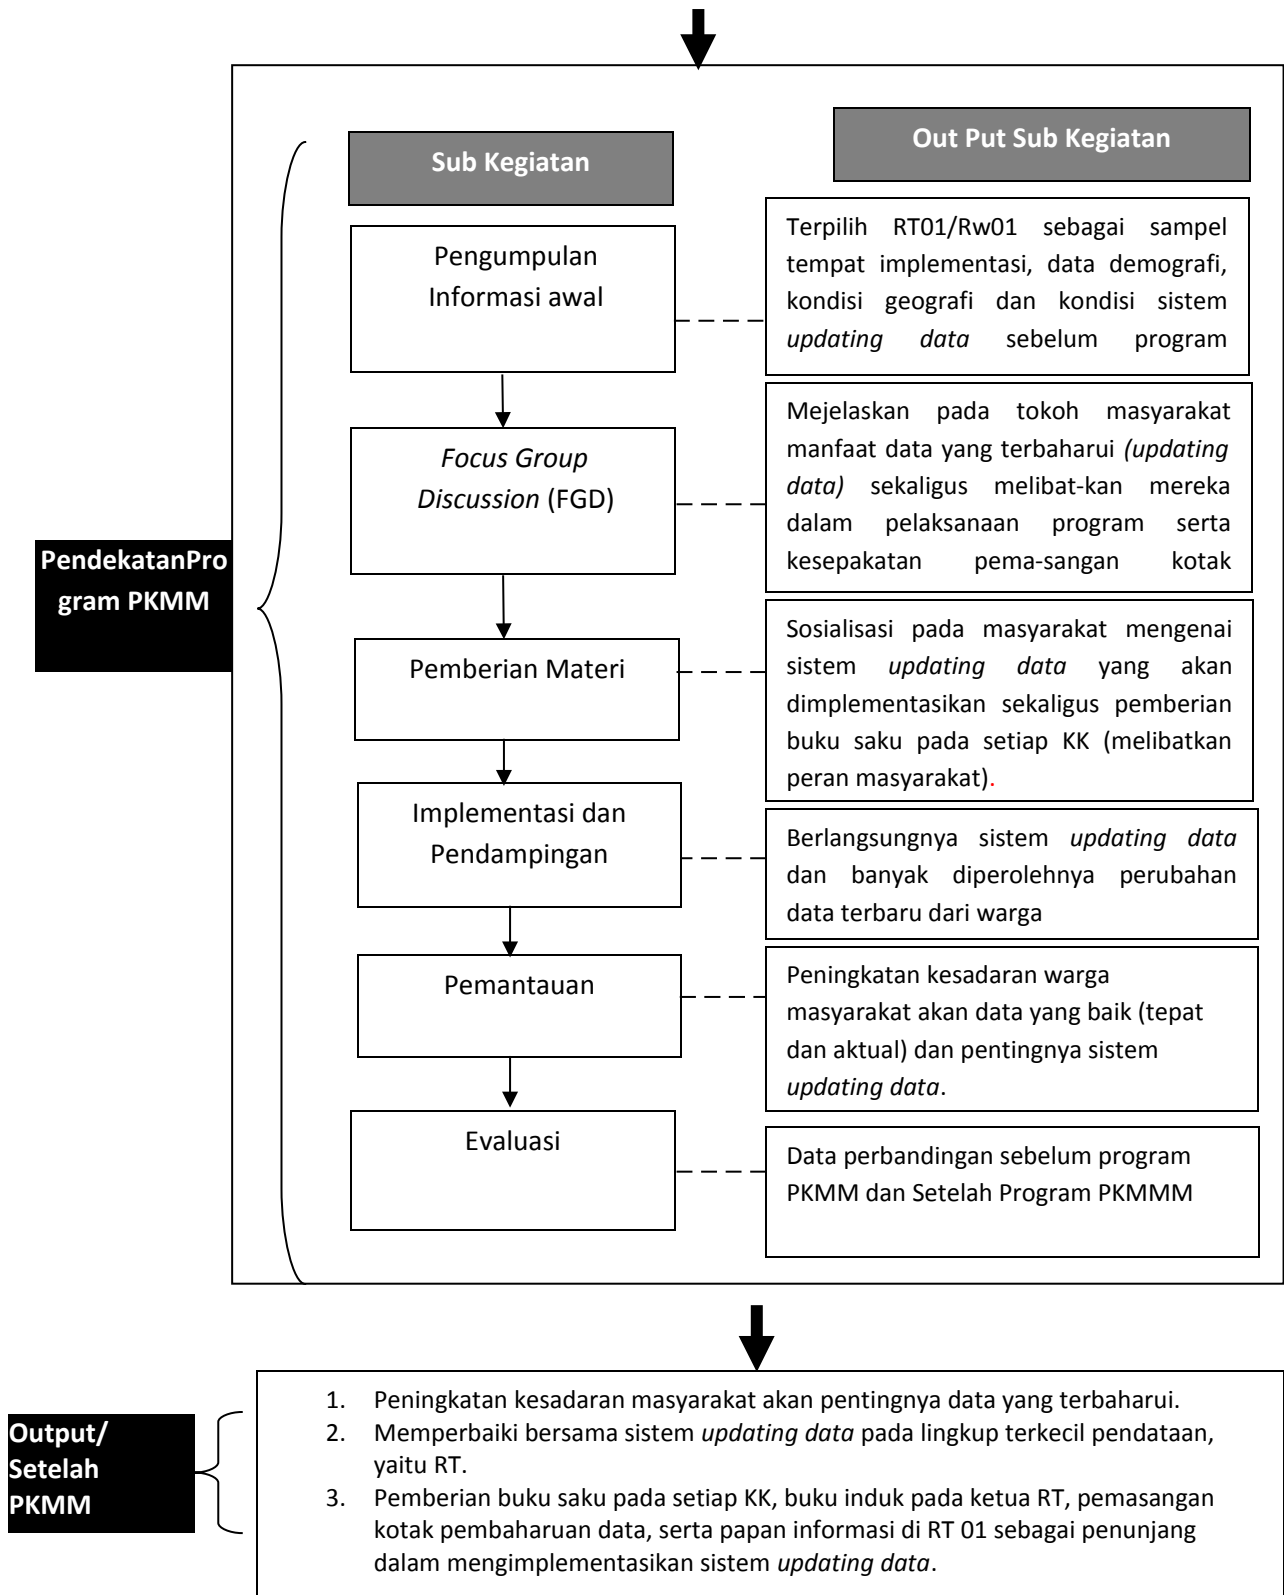 Sub Kegiatan
Out Put Sub Kegiatan
Pengumpulan
Informasi awal
Terpilih RT01/Rw01 sebagai sampel
tempat implementasi, data demografi,
kondisi geografi dan kondisi sistem
updating data sebelum program
Focus Group
Discussion (FGD)
Mejelaskan pada tokoh masyarakat
manfaat data yang terbaharui (updating
data) sekaligus melibat-kan mereka
dalam pelaksanaan program serta
kesepakatan pema-sangan kotak
PendekatanPro
gram PKMM
Pemberian Materi
Sosialisasi pada masyarakat mengenai
sistem updating data yang akan
dimplementasikan sekaligus pemberian
buku saku pada setiap KK (melibatkan
peran masyarakat).
Implementasi dan
Pendampingan
Berlangsungnya sistem updating data
dan banyak diperolehnya perubahan
data terbaru dari warga
Pemantauan
Peningkatan kesadaran warga
masyarakat akan data yang baik (tepat
dan aktual) dan pentingnya sistem
updating data.
Evaluasi
Data perbandingan sebelum program
PKMM dan Setelah Program PKMMM
Output/
Setelah
PKMM
1. Peningkatan kesadaran masyarakat akan pentingnya data yang terbaharui.
2. Memperbaiki bersama sistem updating data pada lingkup terkecil pendataan,
yaitu RT.
3. Pemberian buku saku pada setiap KK, buku induk pada ketua RT, pemasangan
kotak pembaharuan data, serta papan informasi di RT 01 sebagai penunjang
dalam mengimplementasikan sistem updating data.